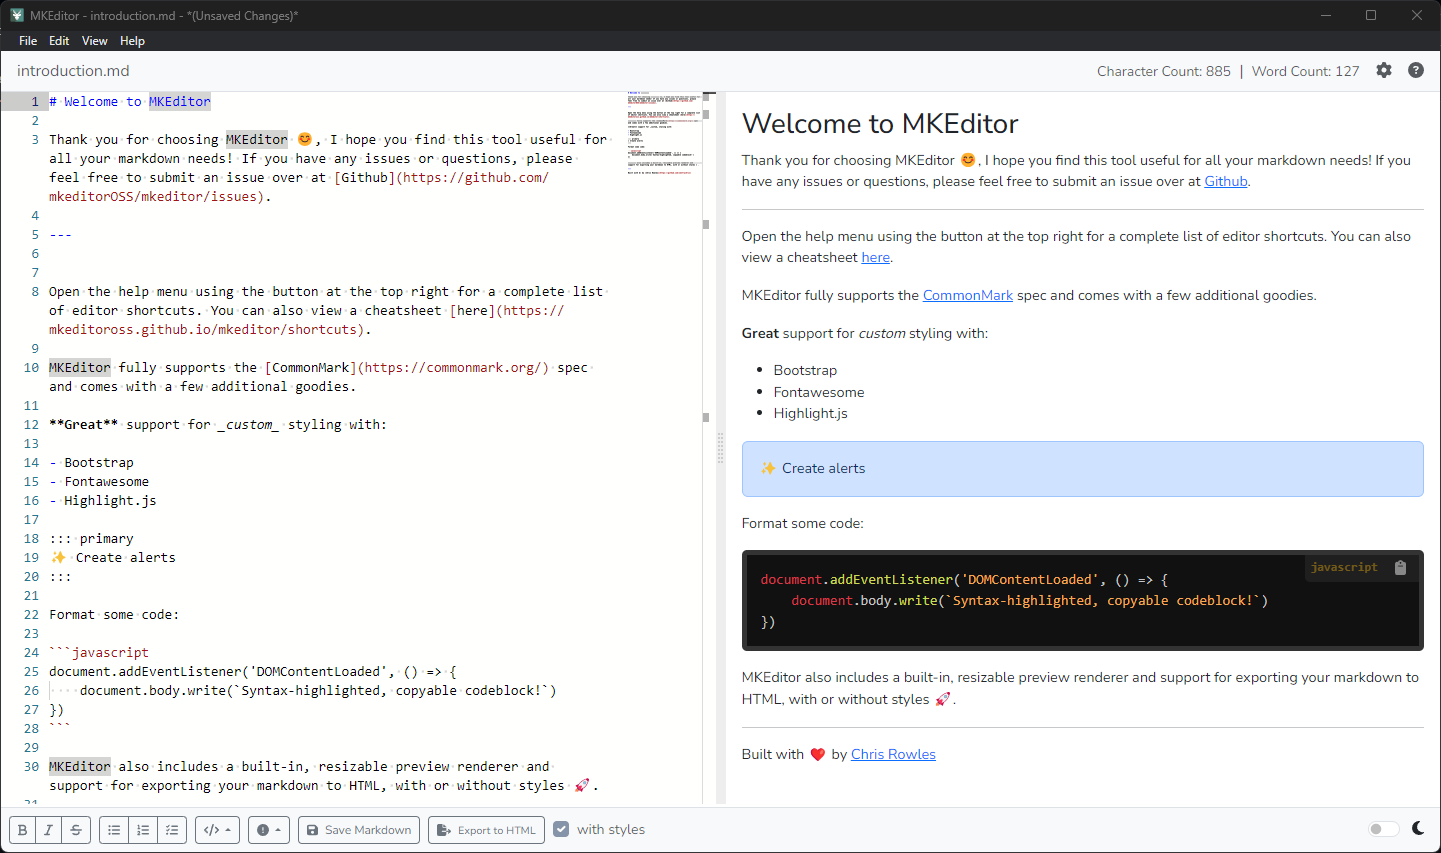 MKEditor - introduction.md - *(Unsaved Changes)*
File Edit View Help
introduction.md
Character Count: 885 | Word Count: 127
1 # Welcome to MKEditor
2
3 Thank you for choosing MKEditor 😊, I hope you find this tool useful for
all your markdown needs! If you have any issues or questions, please
feel free to submit an issue over at [Github](https://github.com/
mkeditorOSS/mkeditor/issues).
4
5 ---
6
7
8 Open the help menu using the button at the top right for a complete list
of editor shortcuts. You can also view a cheatsheet [here](https://
mkeditoross.github.io/mkeditor/shortcuts).
9
10 MKEditor fully supports the [CommonMark](https://commonmark.org/) spec
and comes with a few additional goodies.
11
12 **Great** support for _custom_ styling with:
13
14 - Bootstrap
15 - Fontawesome
16 - Highlight.js
17
18 ::: primary
19 ✨ Create alerts
20 :::
21
22 Format some code:
23
24 ```javascript
25 document.addEventListener('DOMContentLoaded', () => {
26     document.body.write(`Syntax-highlighted, copyable codeblock!`)
27 })
28 ```
29
30 MKEditor also includes a built-in, resizable preview renderer and
support for exporting your markdown to HTML, with or without styles 🚀.
31
Welcome to MKEditor
Thank you for choosing MKEditor 😊, I hope you find this tool useful for all your markdown needs! If you
have any issues or questions, please feel free to submit an issue over at Github.
Open the help menu using the button at the top right for a complete list of editor shortcuts. You can also
view a cheatsheet here.
MKEditor fully supports the CommonMark spec and comes with a few additional goodies.
Great support for custom styling with:
• Bootstrap
• Fontawesome
• Highlight.js
✨ Create alerts
Format some code:
javascript
document.addEventListener('DOMContentLoaded', () => {
    document.body.write(`Syntax-highlighted, copyable codeblock!`)
})
MKEditor also includes a built-in, resizable preview renderer and support for exporting your markdown to
HTML, with or without styles 🚀.
Built with ❤️ by Chris Rowles
B I S </> Save Markdown Export to HTML with styles